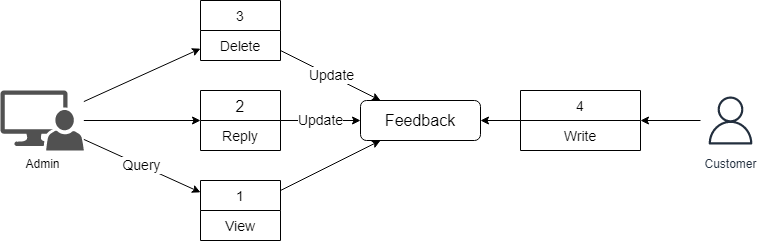 3
Delete
Update
2
Reply
Update
Feedback
4
Write
Admin
Query
Customer
1
View